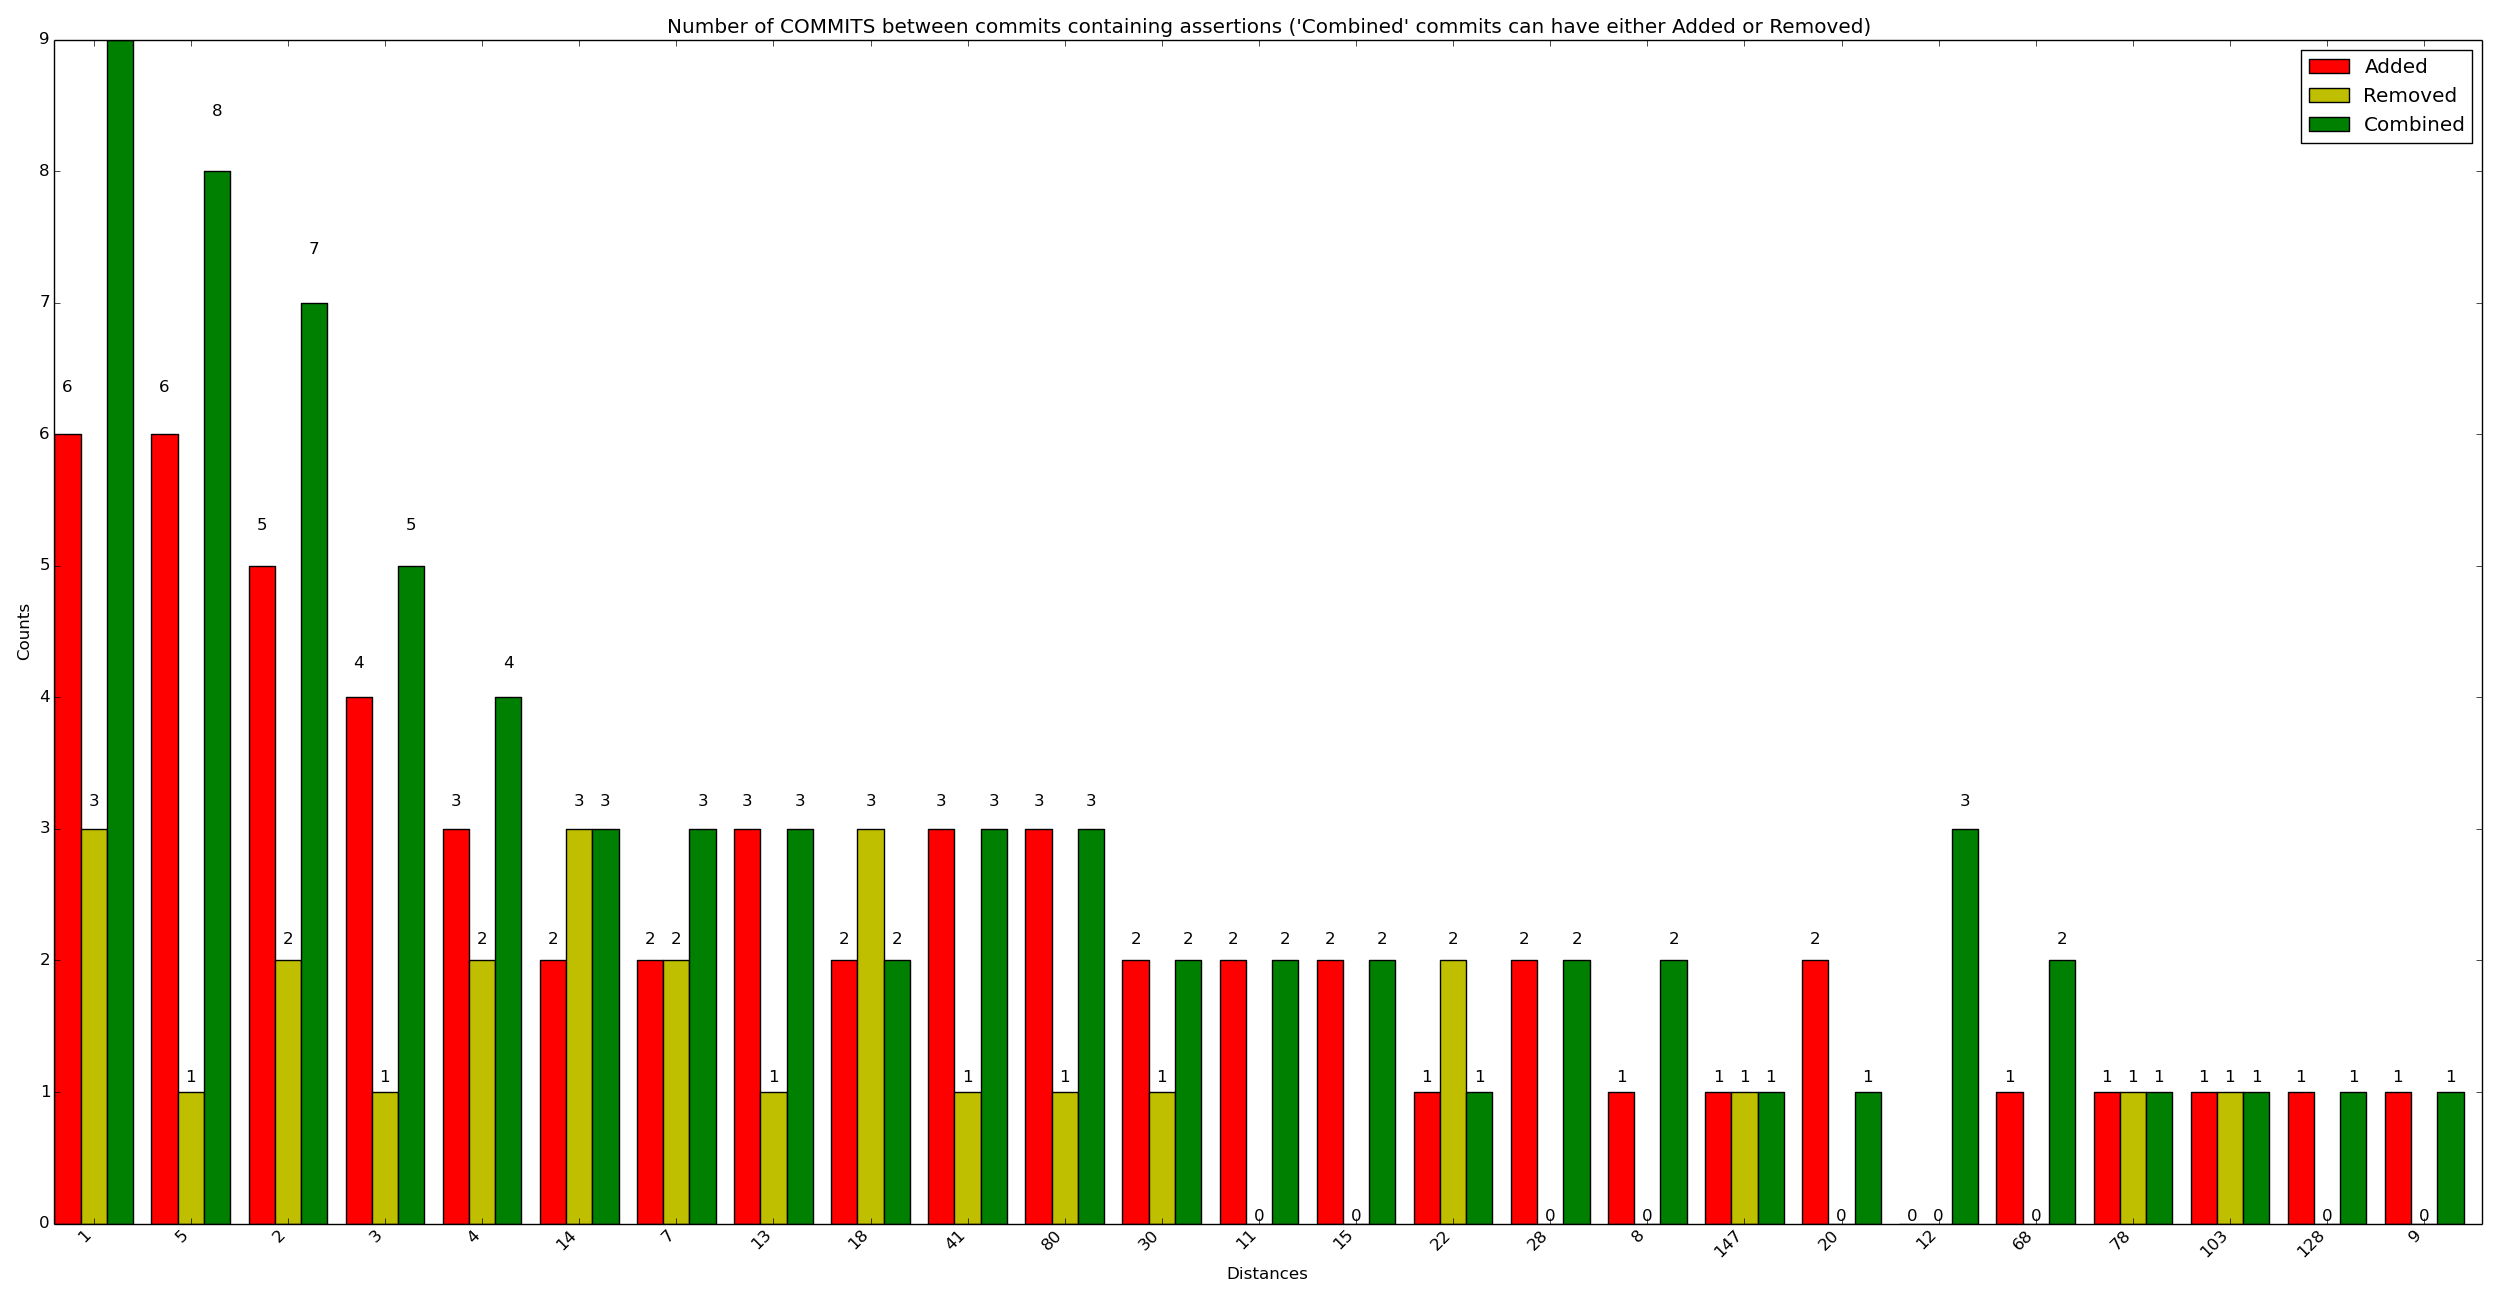 Number of COMMITS between commits containing assertions ('Combined' commits can have either Added or Removed)
Added
Removed
Combined
9
8
7
6
5
4
3
2
1
0
Counts
6 3
6 1 8
5 2 7
4 1 5
3 2 4
2 3 3
2 2 3
3 1 3
2 3 2
3 1 3
3 1 3
2 1 2
2 0 2
2 0 2
1 2 1
2 0 2
1 0 2
1 1 1
2 0 1
0 0 3
1 0 2
1 1 1
1 1 1
1 0 1
1 0 1
1 5 2 3 4 14 7 13 18 41 80 30 11 15 22 28 8 147 20 12 68 78 103 128 9
Distances